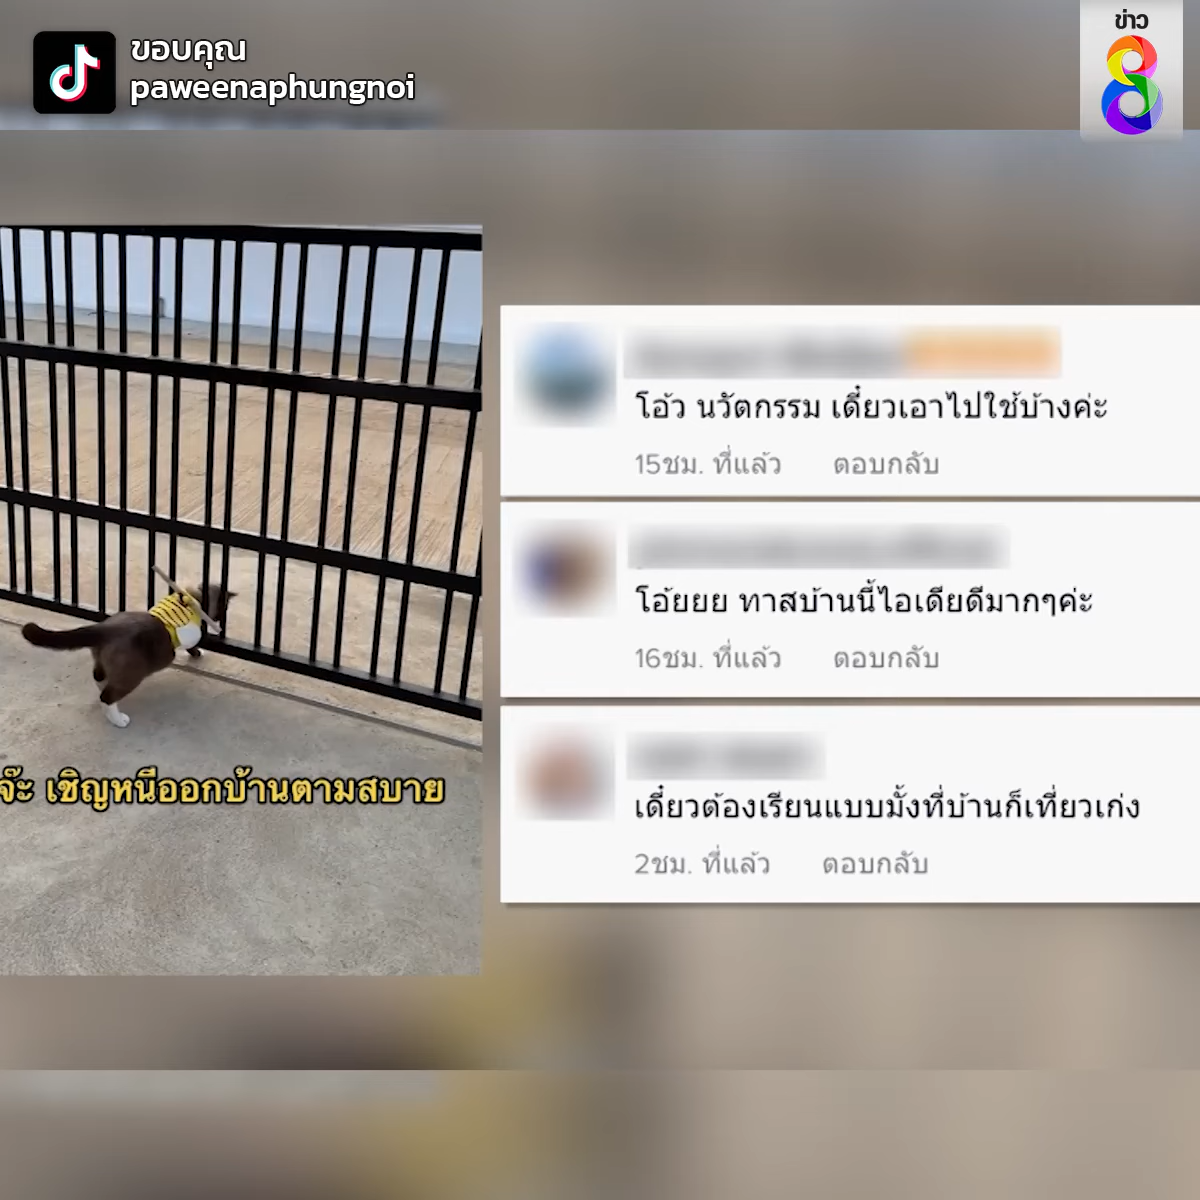 ขอบคุณ
paweenaphungnoi
ข่าว
8
โอ้ว นวัตกรรม เดี๋ยวเอาไปใช้บ้างค่ะ
15ชม. ที่แล้ว ตอบกลับ
โอ้ยยย ทาสบ้านนี้ไอเดียดีมากๆค่ะ
16ชม. ที่แล้ว ตอบกลับ
จ๊ะ เชิญหนีออกบ้านตามสบาย
เดี๋ยวต้องเรียนแบบมั้งที่บ้านก็เที่ยวเก่ง
2ชม. ที่แล้ว ตอบกลับ